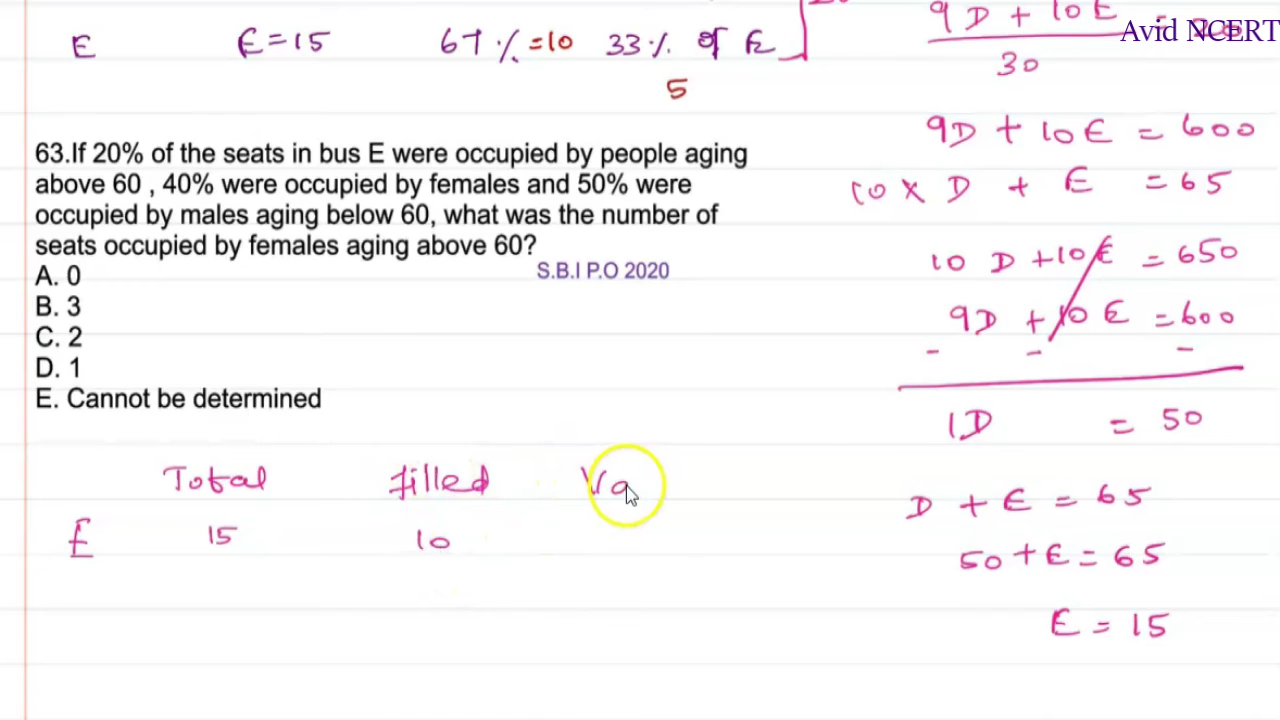 9D + 10E = 
Avid NCERT
30
E E=15 67 %=10 33 % of E
5
9D + 10E = 600
10 X D + E = 65
63.If 20% of the seats in bus E were occupied by people aging
above 60 , 40% were occupied by females and 50% were
occupied by males aging below 60, what was the number of
seats occupied by females aging above 60?
A. 0
S.B.I P.O 2020
B. 3
C. 2
D. 1
E. Cannot be determined
10 D +10E = 650
9D +10 E =600
- - -
1D = 50
Total filled Va
E 15 10
D + E = 65
50+E=65
E = 15